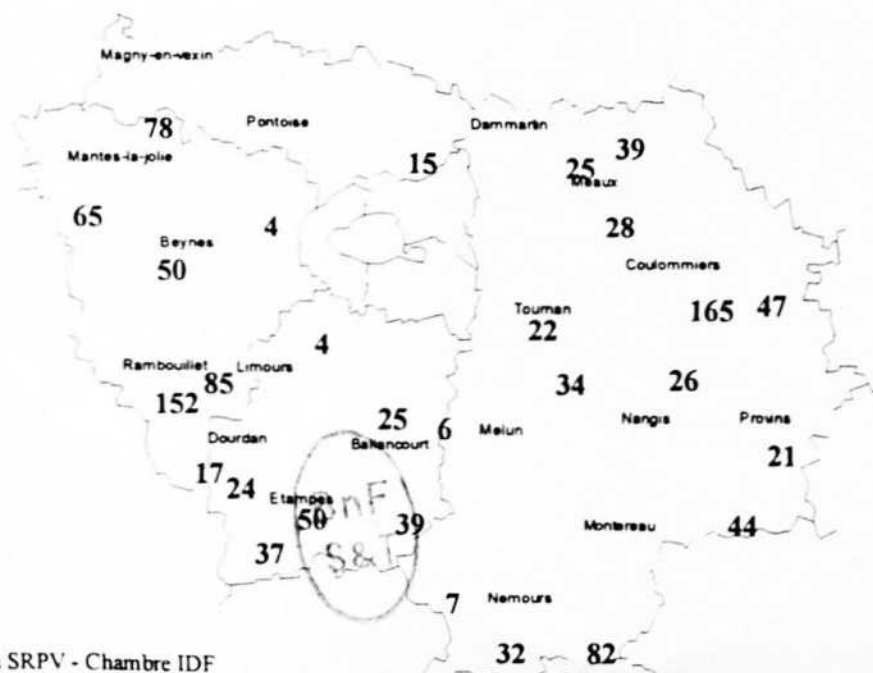 Magny-en-vexin
78
Pontoise
Dammartin
Mantes-la-jolie
15
25
39
Meaux
65
4
28
Beynes
50
Coulommiers
Tournan
22
165
47
4
Rambouillet
Limours
85
152
34
26
25
6
Dourdan
Ballancourt
Melun
Nangis
Provins
21
17
24
Etampes
50
39
BnF
S&T
Montereau
44
37
7
Nemours
32
82
SRPV - Chambre IDF